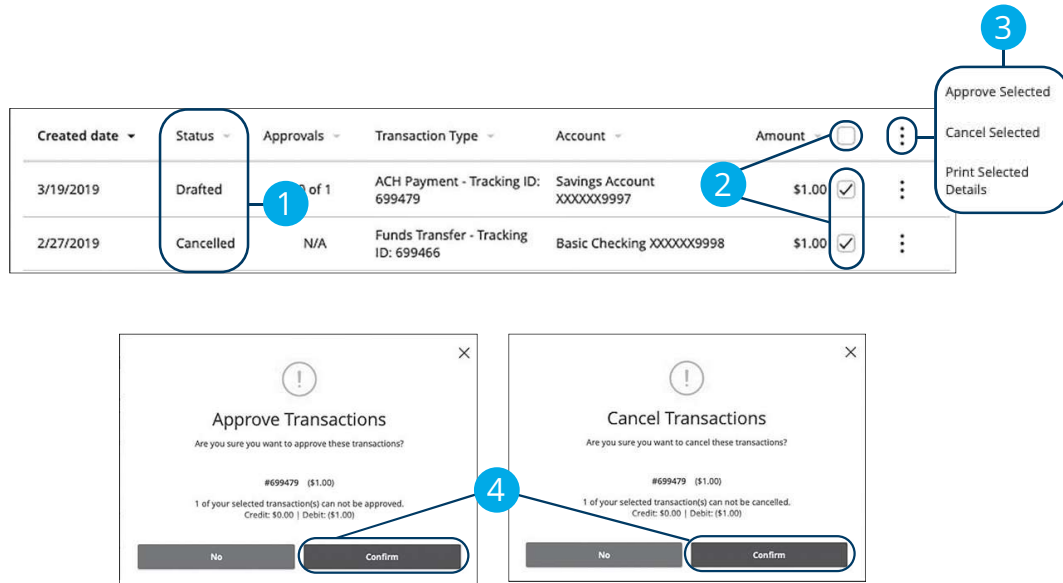 3
Approve Selected
Cancel Selected
Print Selected
Details
Created date Status Approvals Transaction Type Account Amount
3/19/2019 Drafted of 1 ACH Payment - Tracking ID: Savings Account $1.00
699479 XXXXXX9997
1
2
2/27/2019 Cancelled N/A Funds Transfer - Tracking Basic Checking XXXXXX9998 $1.00
ID: 699466
Approve Transactions
Are you sure you want to approve these transactions?
#699479 ($1.00)
1 of your selected transaction(s) can not be approved.
Credit: $0.00 | Debit: ($1.00)
No Confirm
4
Cancel Transactions
Are you sure you want to cancel these transactions?
#699479 ($1.00)
1 of your selected transaction(s) can not be cancelled.
Credit: $0.00 | Debit: ($1.00)
No Confirm